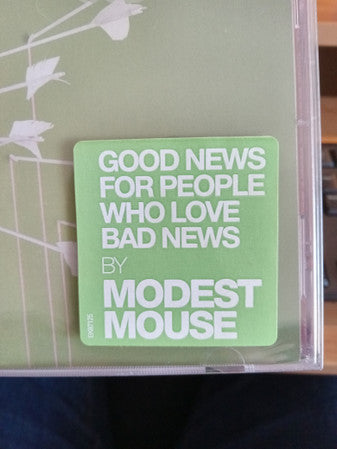 GOOD NEWS
FOR PEOPLE
WHO LOVE
BAD NEWS
BY
MODEST
MOUSE